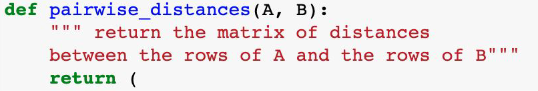 def pairwise_distances(A, B):
    """ return the matrix of distances
    between the rows of A and the rows of B"""
    return (